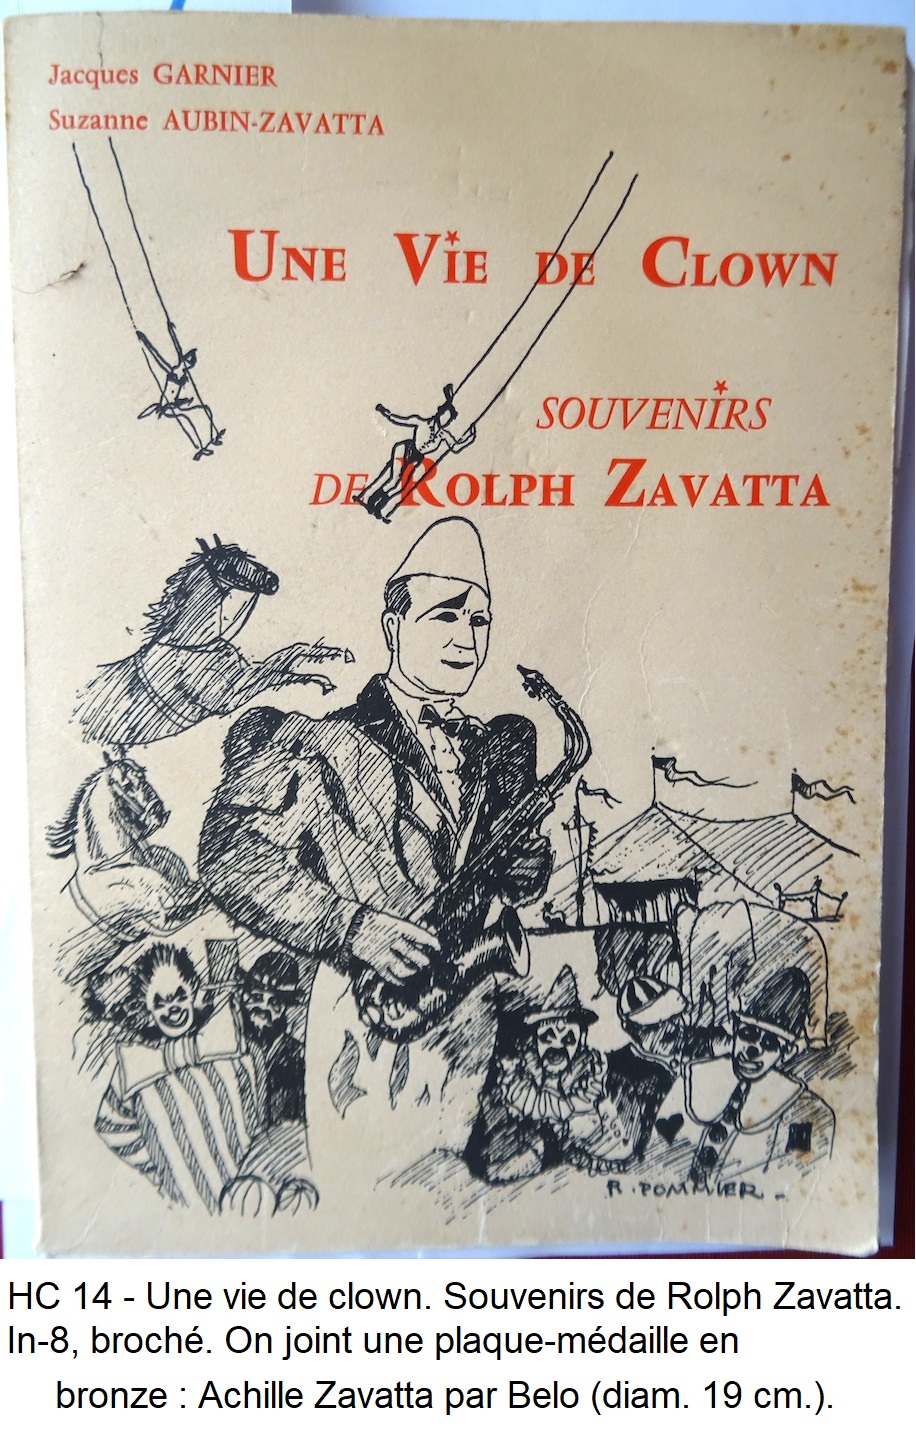 Jacques GARNIER
Suzanne AUBIN-ZAVATTA
UNE VIE DE CLOWN
SOUVENIRS
DE ROLPH ZAVATTA
R. POMMIER -
HC 14 - Une vie de clown. Souvenirs de Rolph Zavatta.
In-8, broché. On joint une plaque-médaille en
bronze : Achille Zavatta par Belo (diam. 19 cm.).